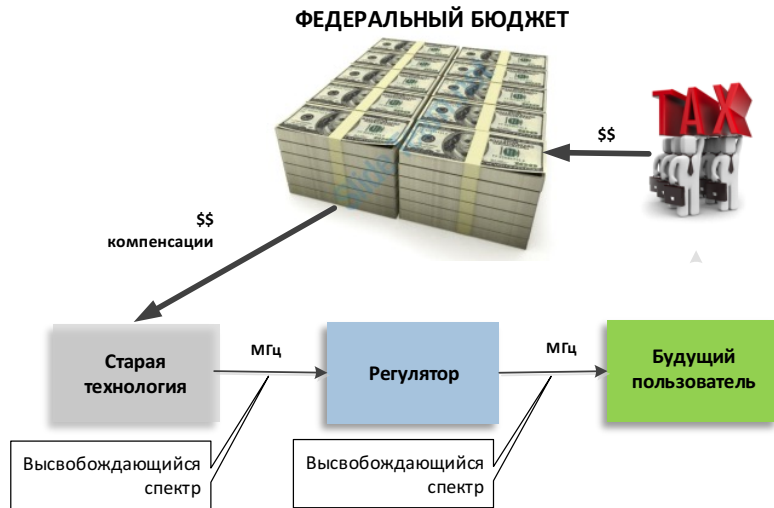 ФЕДЕРАЛЬНЫЙ БЮДЖЕТ
TAX
$$
$$
компенсации
Старая
технология
МГц
Регулятор
МГц
Будущий
пользователь
Высвобождающийся
спектр
Высвобождающийся
спектр